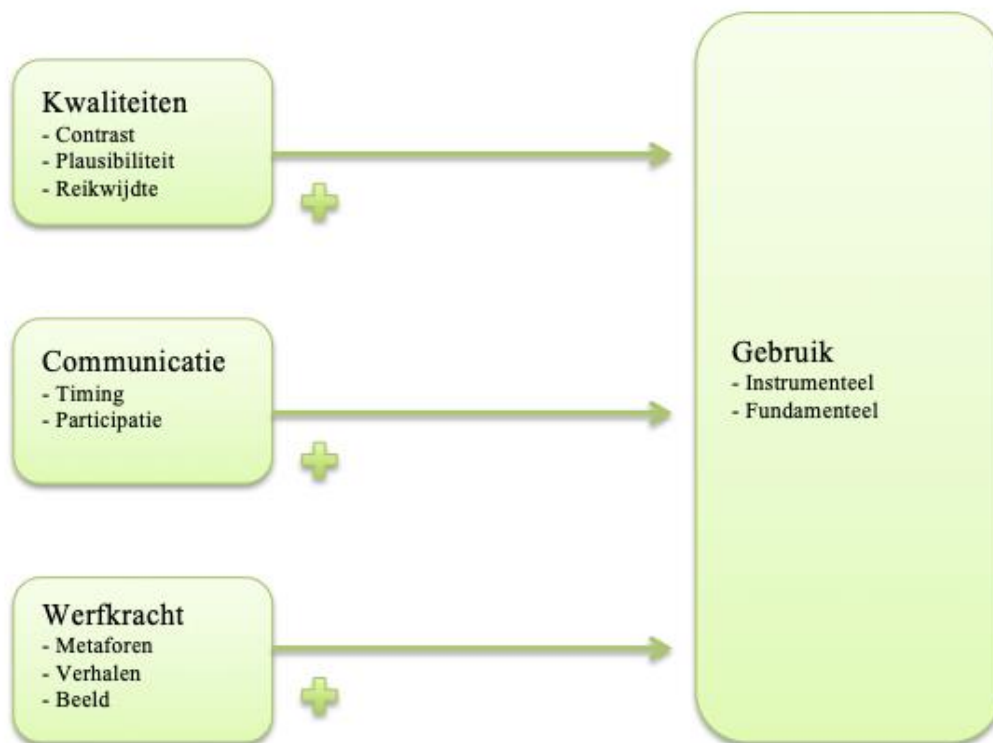 Kwaliteiten
- Contrast
- Plausibiliteit
- Reikwijdte
Communicatie
- Timing
- Participatie
Werfkracht
- Metaforen
- Verhalen
- Beeld
Gebruik
- Instrumenteel
- Fundamenteel